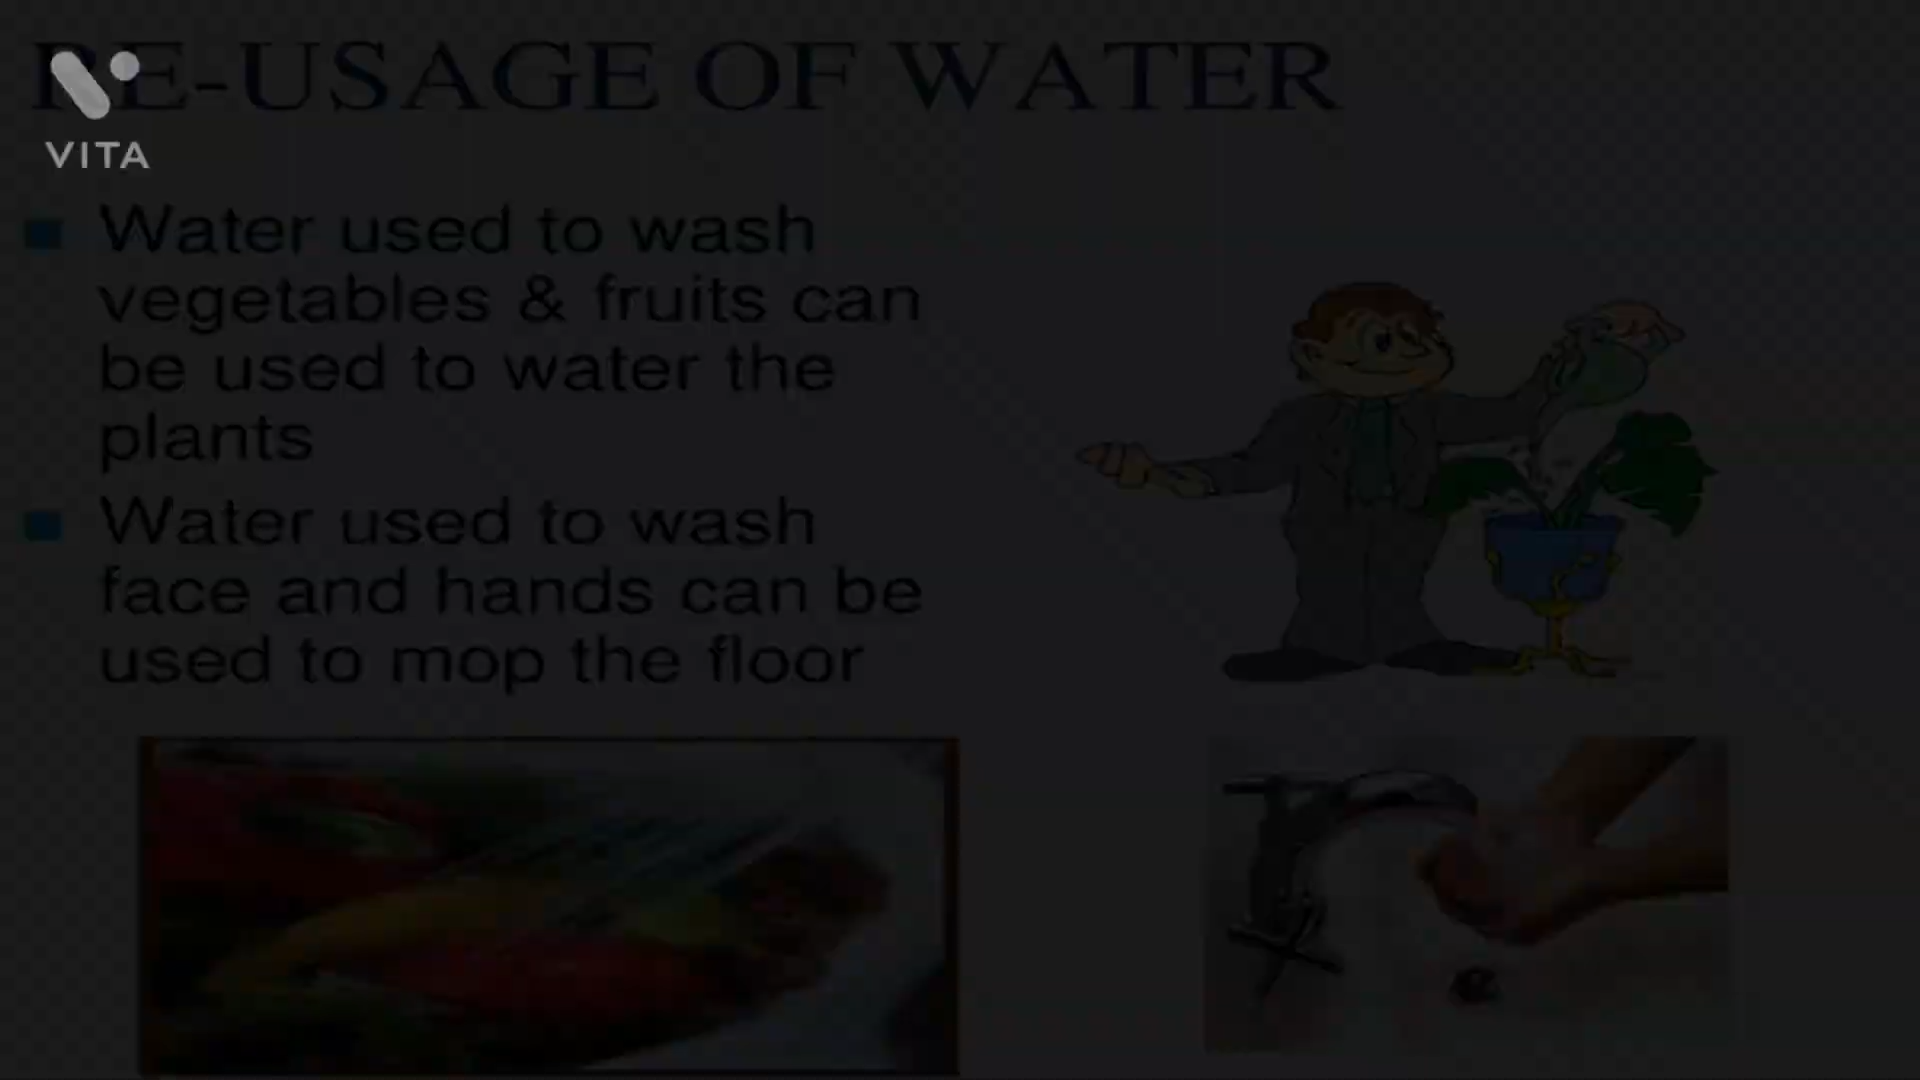 RE-USAGE OF WATER
VITA
Water used to wash
vegetables & fruits can
be used to water the
plants
Water used to wash
face and hands can be
used to mop the floor